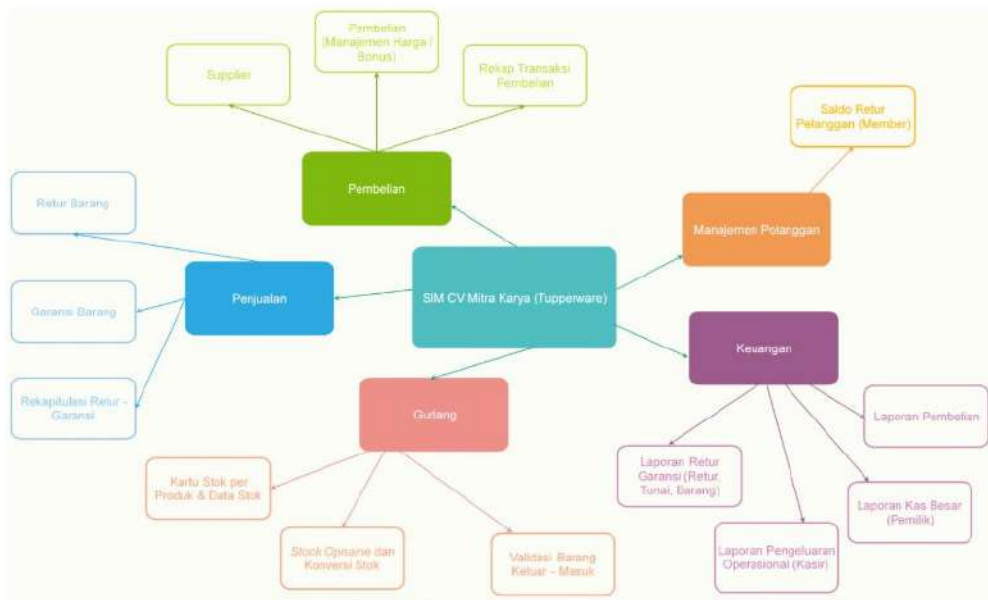 Pembelian
(Manajemen Harga /
Bonus)
Supplier
Rekap Transaksi
Pembelian
Saldo Retur
Pelanggan (Member)
Pembelian
Retur Barang
Manajemen Pelanggan
Penjualan
SIM CV Mitra Karya (Tupperware)
Garansi Barang
Keuangan
Rekapitulasi Retur –
Garansi
Gudang
Laporan Pembelian
Laporan Retur
Garansi (Retur,
Tunai, Barang)
Kartu Stok per
Produk & Data Stok
Laporan Kas Besar
(Pemilik)
Stock Opname dan
Konversi Stok
Validasi Barang
Keluar – Masuk
Laporan Pengeluaran
Operasional (Kasir)